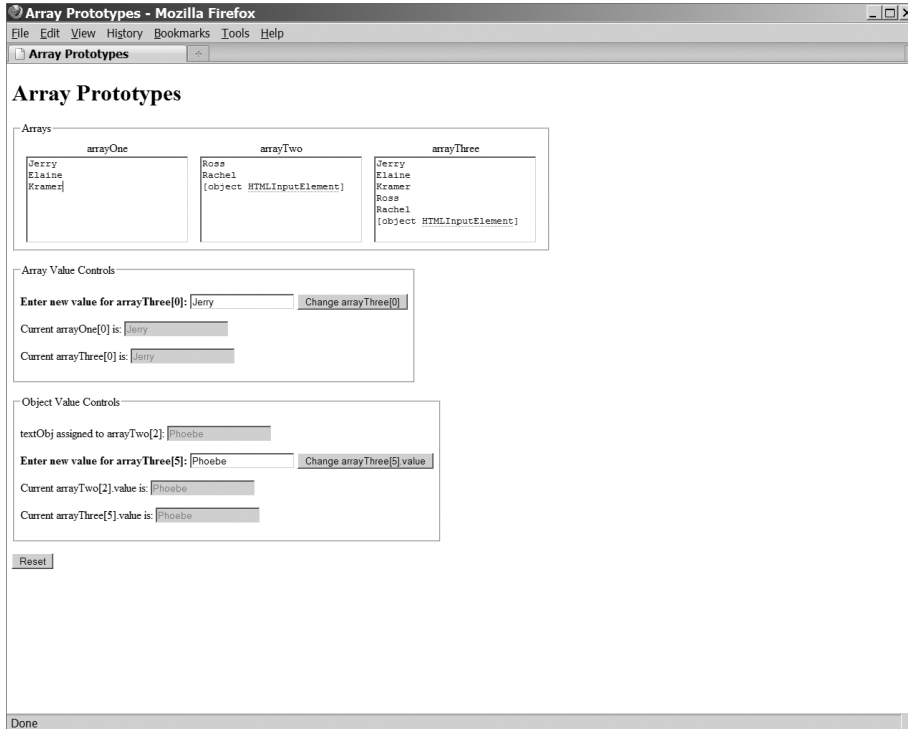 Array Prototypes - Mozilla Firefox
File Edit View History Bookmarks Tools Help
Array Prototypes
Array Prototypes
Arrays
arrayOne
Jerry
Elaine
Kramer
arrayTwo
Ross
Rachel
[object HTMLInputElement]
arrayThree
Jerry
Elaine
Kramer
Ross
Rachel
[object HTMLInputElement]
Array Value Controls
Enter new value for arrayThree[0]: Jerry Change arrayThree[0]
Current arrayOne[0] is: Jerry
Current arrayThree[0] is: Jerry
Object Value Controls
textObj assigned to arrayTwo[2]: Phoebe
Enter new value for arrayThree[5]: Phoebe Change arrayThree[5].value
Current arrayTwo[2].value is: Phoebe
Current arrayThree[5].value is: Phoebe
Reset
Done